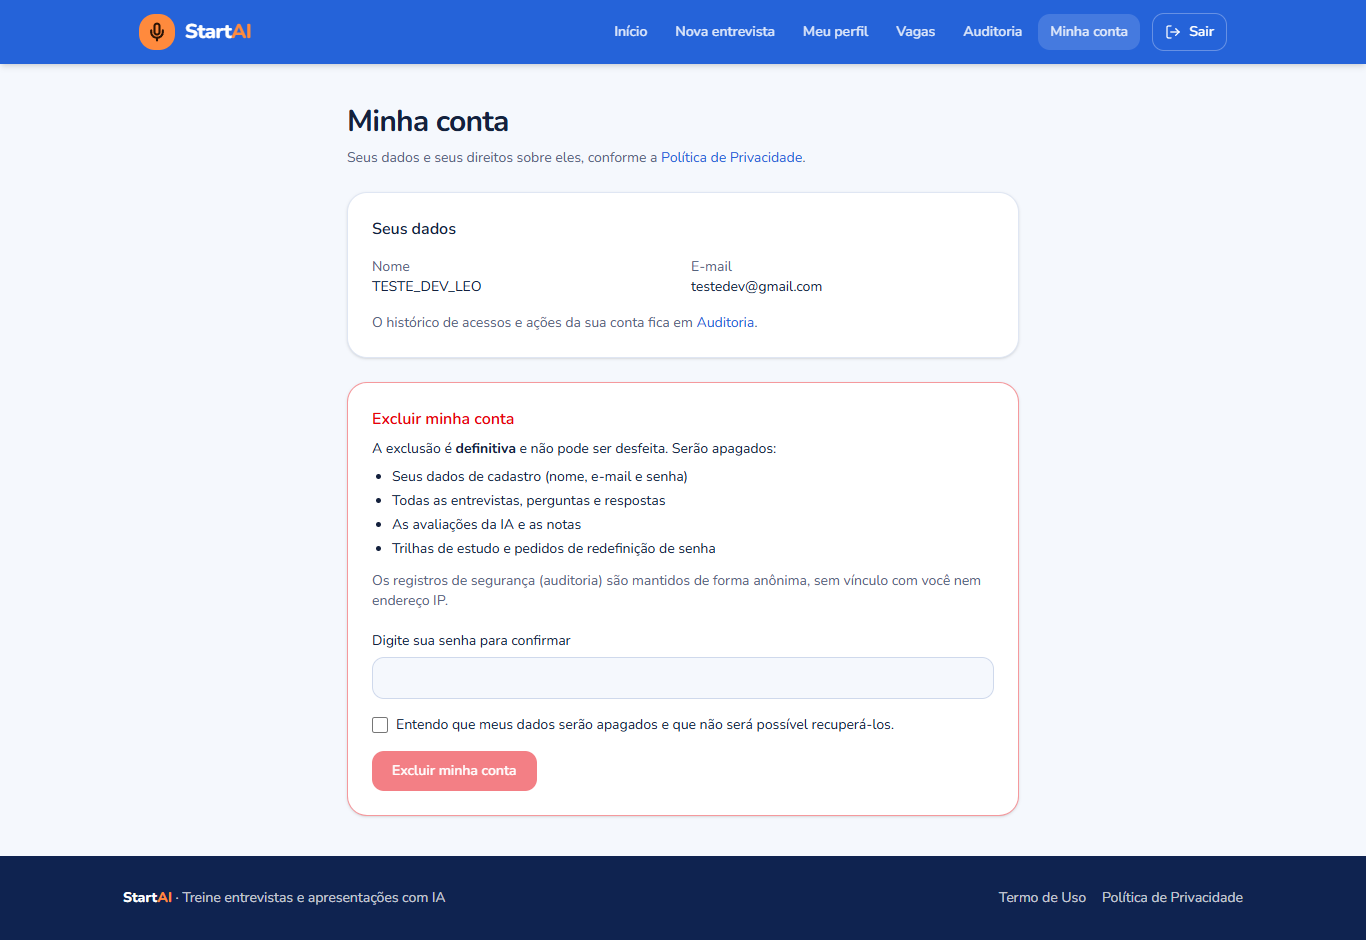 StartAI
Início
Nova entrevista
Meu perfil
Vagas
Auditoria
Minha conta
Sair
Minha conta
Seus dados e seus direitos sobre eles, conforme a Política de Privacidade.
Seus dados
Nome
TESTE_DEV_LEO
E-mail
testedev@gmail.com
O histórico de acessos e ações da sua conta fica em Auditoria.
Excluir minha conta
A exclusão é definitiva e não pode ser desfeita. Serão apagados:
Seus dados de cadastro (nome, e-mail e senha)
Todas as entrevistas, perguntas e respostas
As avaliações da IA e as notas
Trilhas de estudo e pedidos de redefinição de senha
Os registros de segurança (auditoria) são mantidos de forma anônima, sem vínculo com você nem
endereço IP.
Digite sua senha para confirmar
Entendo que meus dados serão apagados e que não será possível recuperá-los.
Excluir minha conta
StartAI · Treine entrevistas e apresentações com IA
Termo de Uso
Política de Privacidade